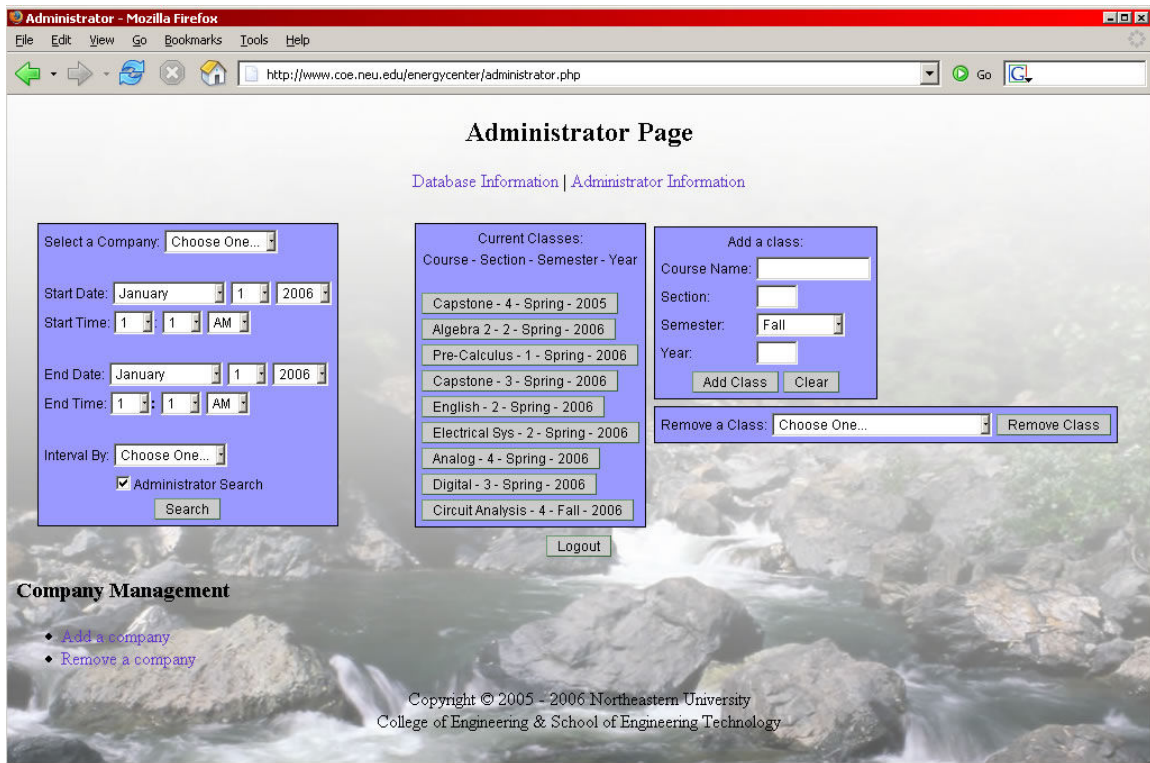 Administrator - Mozilla Firefox
File Edit View Go Bookmarks Tools Help
http://www.coe.neu.edu/energycenter/administrator.php Go G
Administrator Page
Database Information | Administrator Information
Select a Company: Choose One...
Start Date: January 1 2006
Start Time: 1 : 1 AM
End Date: January 1 2006
End Time: 1 : 1 AM
Interval By: Choose One...
Administrator Search
Search
Current Classes:
Course - Section - Semester - Year
Capstone - 4 - Spring - 2005
Algebra 2 - 2 - Spring - 2006
Pre-Calculus - 1 - Spring - 2006
Capstone - 3 - Spring - 2006
English - 2 - Spring - 2006
Electrical Sys - 2 - Spring - 2006
Analog - 4 - Spring - 2006
Digital - 3 - Spring - 2006
Circuit Analysis - 4 - Fall - 2006
Logout
Add a class:
Course Name:
Section:
Semester: Fall
Year:
Add Class Clear
Remove a Class: Choose One... Remove Class
Company Management
Add a company
Remove a company
Copyright © 2005 - 2006 Northeastern University
College of Engineering & School of Engineering Technology